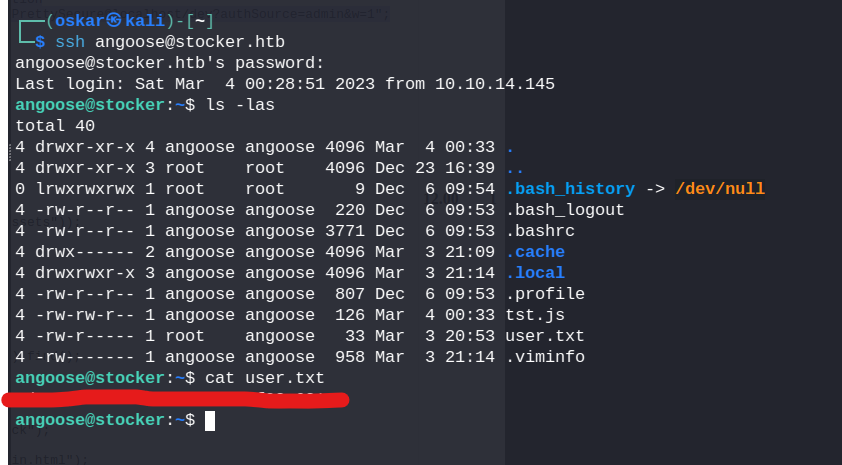 PrettySecure authSource=admin&w=1";
┌──(oskar㉿kali)-[~]
└─$ ssh angoose@stocker.htb
angoose@stocker.htb's password:
Last login: Sat Mar  4 00:28:51 2023 from 10.10.14.145
angoose@stocker:~$ ls -las
total 40
4 drwxr-xr-x 4 angoose angoose 4096 Mar  4 00:33 .
4 drwxr-xr-x 3 root    root    4096 Dec 23 16:39 ..
0 lrwxrwxrwx 1 root    root       9 Dec  6 09:54 .bash_history -> /dev/null
4 -rw-r--r-- 1 angoose angoose  220 Dec  6 09:53 .bash_logout
4 -rw-r--r-- 1 angoose angoose 3771 Dec  6 09:53 .bashrc
4 drwx------ 2 angoose angoose 4096 Mar  3 21:09 .cache
4 drwxrwxr-x 3 angoose angoose 4096 Mar  3 21:14 .local
4 -rw-r--r-- 1 angoose angoose  807 Dec  6 09:53 .profile
4 -rw-rw-r-- 1 angoose angoose  126 Mar  4 00:33 tst.js
4 -rw-r----- 1 root    angoose   33 Mar  3 20:53 user.txt
4 -rw------- 1 angoose angoose  958 Mar  3 21:14 .viminfo
angoose@stocker:~$ cat user.txt
angoose@stocker:~$
in.html");